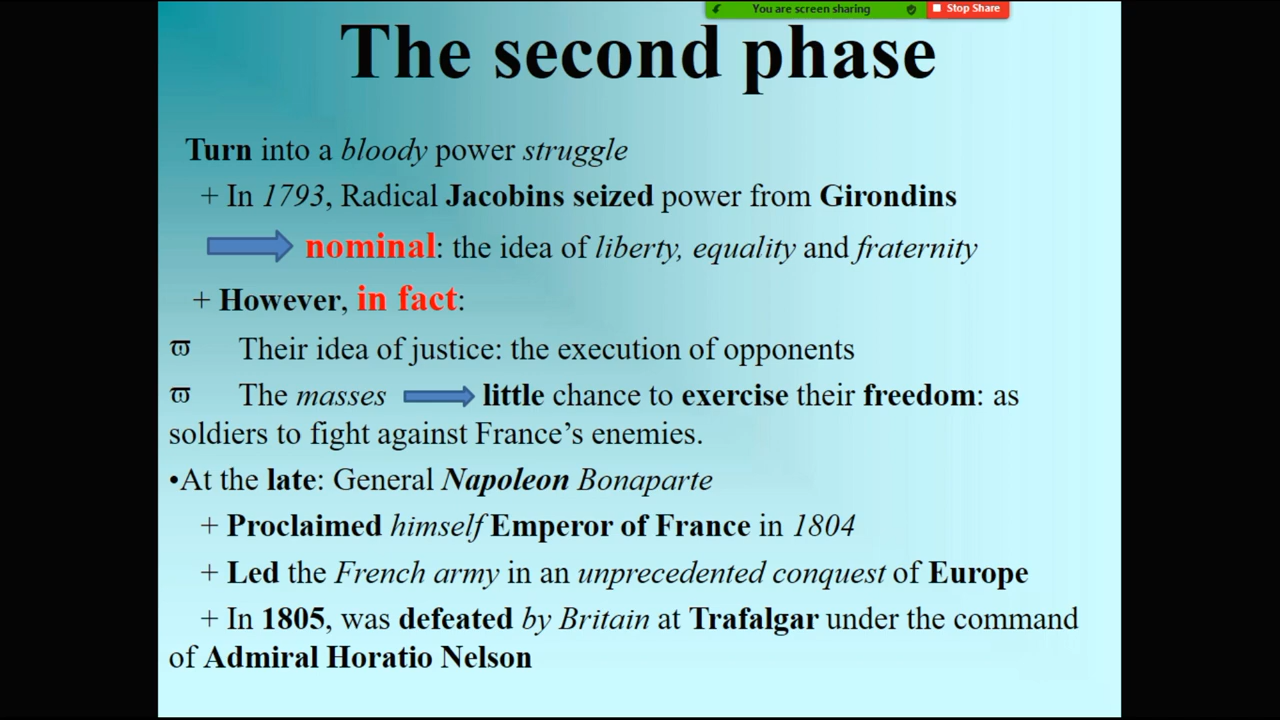 You are screen sharing
Stop Share
The second phase
Turn into a bloody power struggle
+ In 1793, Radical Jacobins seized power from Girondins
nominal: the idea of liberty, equality and fraternity
+ However, in fact:
ϖ Their idea of justice: the execution of opponents
ϖ The masses little chance to exercise their freedom: as
soldiers to fight against France’s enemies.
•At the late: General Napoleon Bonaparte
+ Proclaimed himself Emperor of France in 1804
+ Led the French army in an unprecedented conquest of Europe
+ In 1805, was defeated by Britain at Trafalgar under the command
of Admiral Horatio Nelson